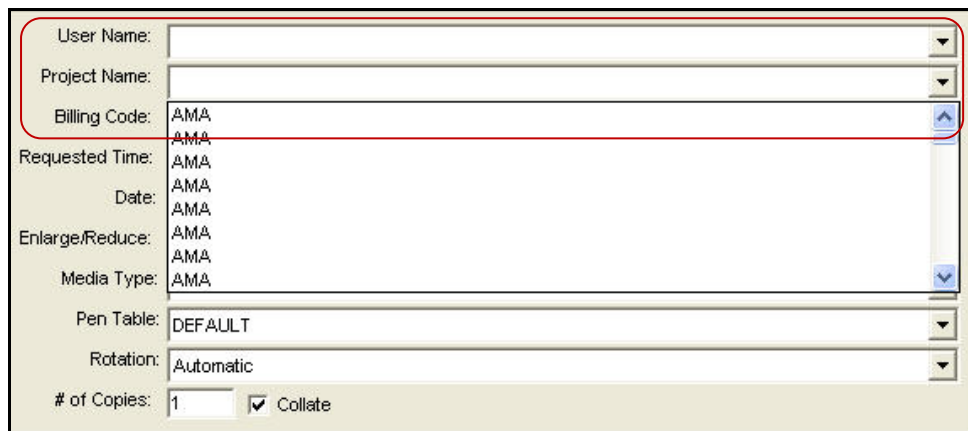 User Name:
Project Name:
Billing Code: AMA
AMA
Requested Time: AMA
Date: AMA
AMA
Enlarge/Reduce: AMA
AMA
Media Type: AMA
Pen Table: DEFAULT
Rotation: Automatic
# of Copies: 1 Collate